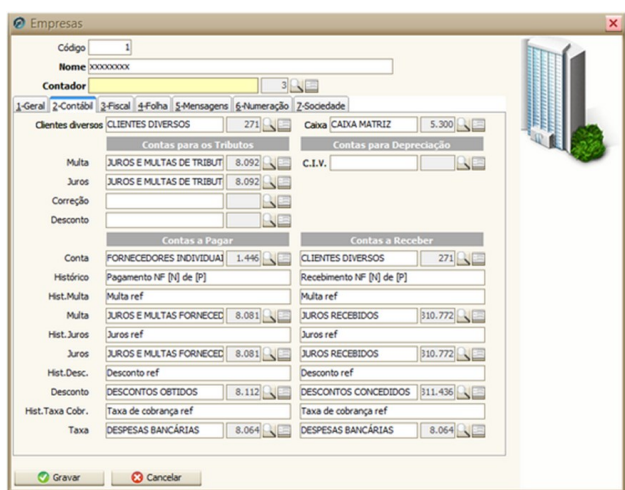 Empresas
Código 1
Nome xxxxxxxx
Contador 3
1-Geral 2-Contábil 3-Fiscal 4-Folha 5-Mensagens 6-Numeração 7-Sociedade
Clientes diversos CLIENTES DIVERSOS 271 Caixa CAIXA MATRIZ 5.300
Contas para os Tributos Contas para Depreciação
Multa JUROS E MULTAS DE TRIBUT 8.092 C.I.V.
Juros JUROS E MULTAS DE TRIBUT 8.092
Correção
Desconto
Contas a Pagar Contas a Receber
Conta FORNECEDORES INDIVIDUAI 1.446 CLIENTES DIVERSOS 271
Histórico Pagamento NF [N] de [P] Recebimento NF [N] de [P]
Hist.Multa Multa ref Multa ref
Multa JUROS E MULTAS FORNECED 8.081 JUROS RECEBIDOS 310.772
Hist.Juros Juros ref Juros ref
Juros JUROS E MULTAS FORNECED 8.081 JUROS RECEBIDOS 310.772
Hist.Desc. Desconto ref Desconto ref
Desconto DESCONTOS OBTIDOS 8.112 DESCONTOS CONCEDIDOS 311.436
Hist.Taxa Cobr. Taxa de cobrança ref Taxa de cobrança ref
Taxa DESPESAS BANCÁRIAS 8.064 DESPESAS BANCÁRIAS 8.064
Gravar Cancelar